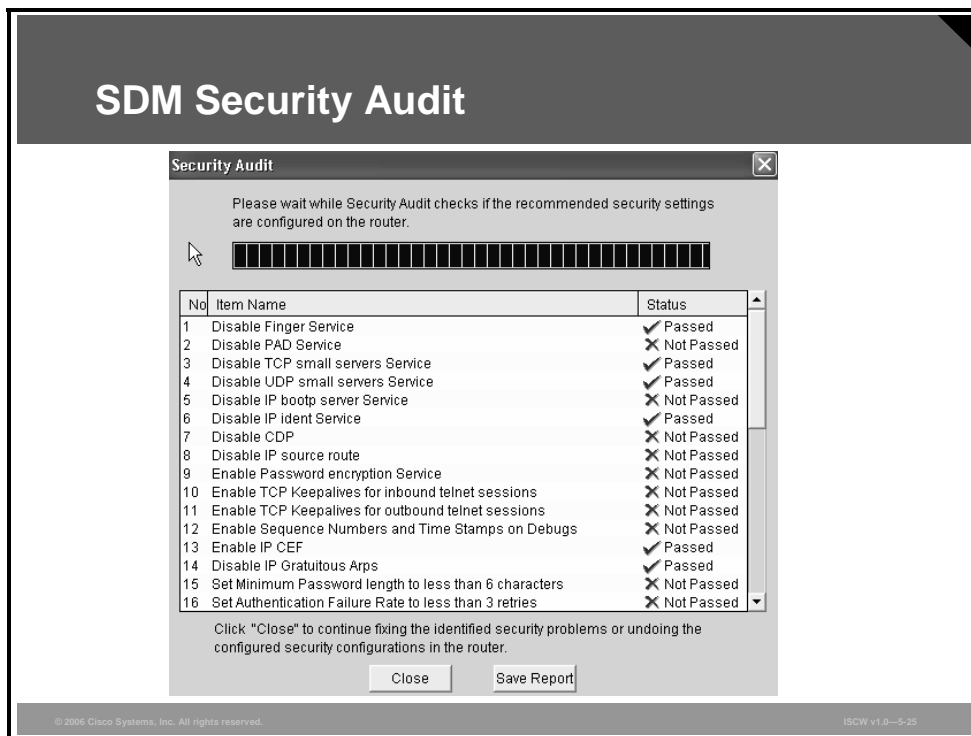 SDM Security Audit
Security Audit
Please wait while Security Audit checks if the recommended security settings
are configured on the router.
No Item Name Status
1 Disable Finger Service Passed
2 Disable PAD Service Not Passed
3 Disable TCP small servers Service Passed
4 Disable UDP small servers Service Passed
5 Disable IP bootp server Service Not Passed
6 Disable IP ident Service Passed
7 Disable CDP Not Passed
8 Disable IP source route Not Passed
9 Enable Password encryption Service Not Passed
10 Enable TCP Keepalives for inbound telnet sessions Not Passed
11 Enable TCP Keepalives for outbound telnet sessions Not Passed
12 Enable Sequence Numbers and Time Stamps on Debugs Not Passed
13 Enable IP CEF Passed
14 Disable IP Gratuitous Arps Passed
15 Set Minimum Password length to less than 6 characters Not Passed
16 Set Authentication Failure Rate to less than 3 retries Not Passed
Click "Close" to continue fixing the identified security problems or undoing the
configured security configurations in the router.
Close Save Report
© 2006 Cisco Systems, Inc. All rights reserved. ISCW v1.0—5-25